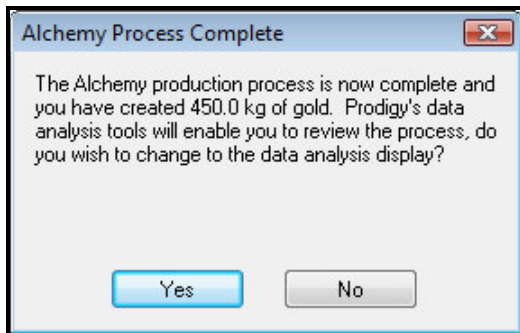 Alchemy Process Complete
The Alchemy production process is now complete and
you have created 450.0 kg of gold.  Prodigy's data
analysis tools will enable you to review the process, do
you wish to change to the data analysis display?
Yes
No